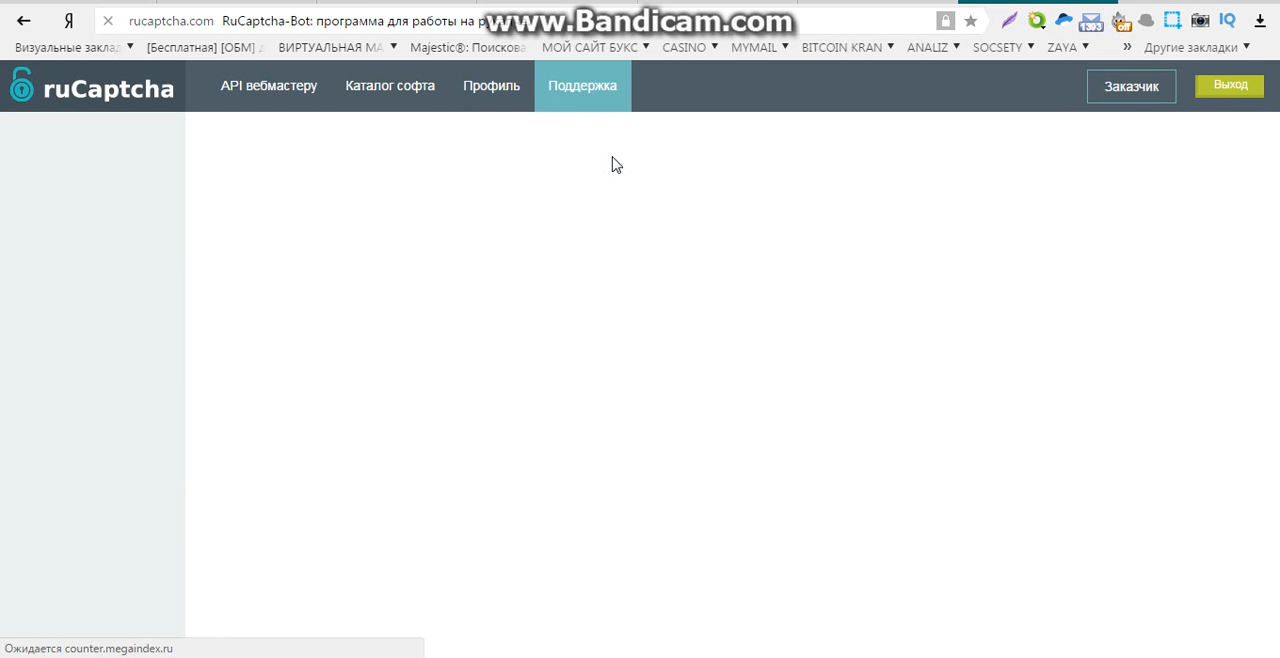 rucaptcha.com RuCaptcha-Bot: программа для работы на
www.Bandicam.com
Визуальные заклад [Бесплатная] [ОБМ] ВИРТУАЛЬНАЯ МА Majestic®: Поискова МОЙ САЙТ БУКС CASINO MYMAIL BITCOIN KRAN ANALIZ SOCSETY ZAYA » Другие закладки
ruCaptcha API вебмастеру Каталог софта Профиль Поддержка Заказчик Выход
Ожидается counter.megaindex.ru